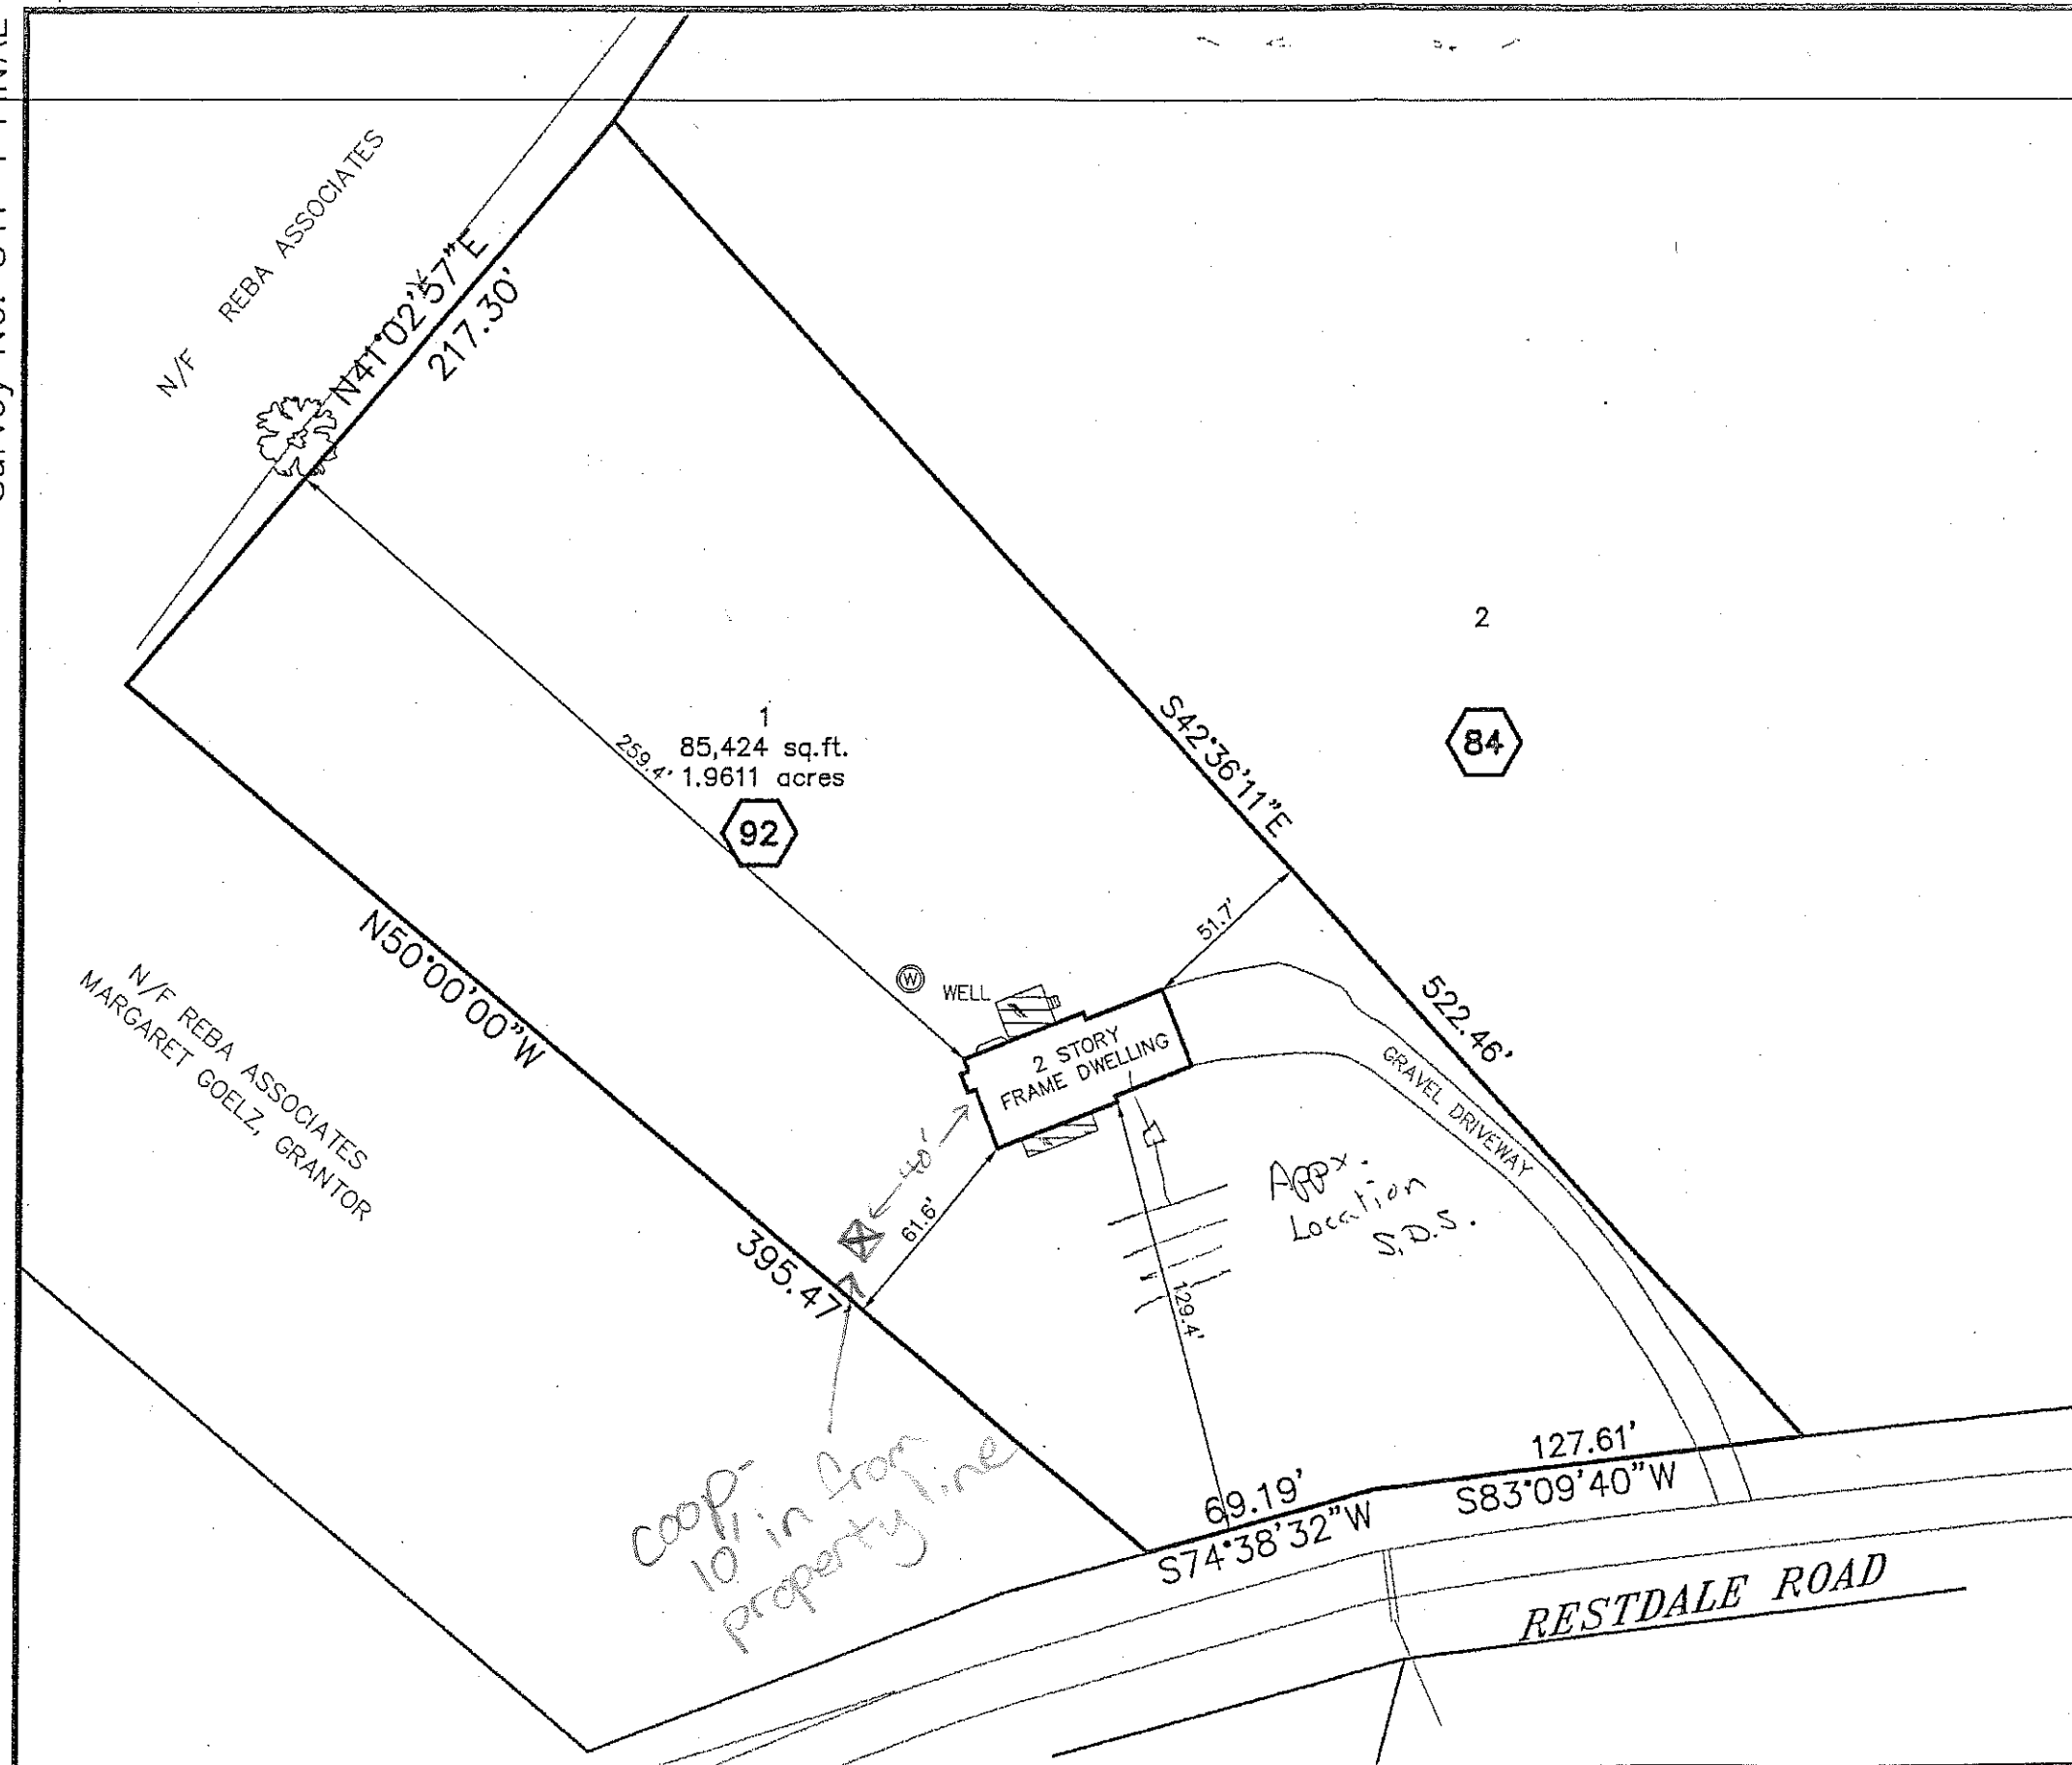 N/F REBA ASSOCIATES
N41°02'57"E
217.30'
1
85,424 sq.ft.
1.9611 acres
259.4'
92
2
84
S42°36'11"E
522.46'
51.7'
N50°00'00"W
395.47'
N/F REBA ASSOCIATES
MARGARET GOELZ, GRANTOR
W
WELL
2 STORY
FRAME DWELLING
GRAVEL DRIVEWAY
40'
61.6'
Appx.
Location
S.D.S.
129.4'
coop-
10' in from
property line
69.19'
S74°38'32"W
127.61'
S83°09'40"W
RESTDALE ROAD